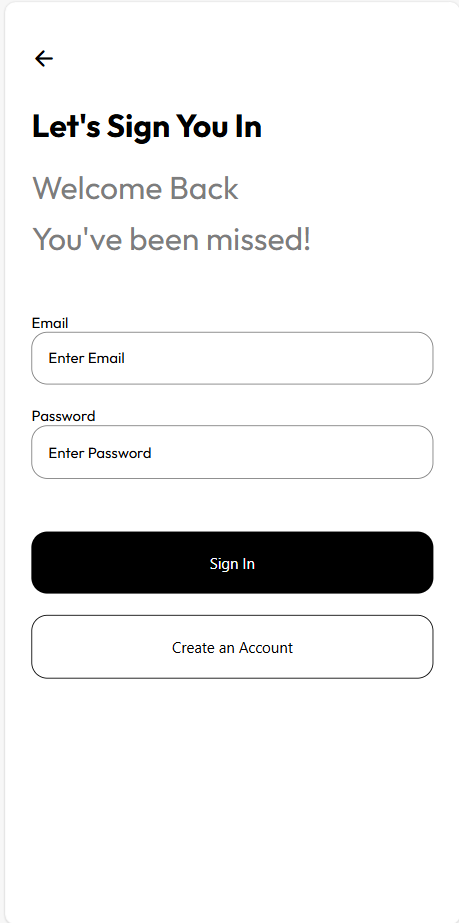 Let's Sign You In
Welcome Back
You've been missed!
Email
Enter Email
Password
Enter Password
Sign In
Create an Account